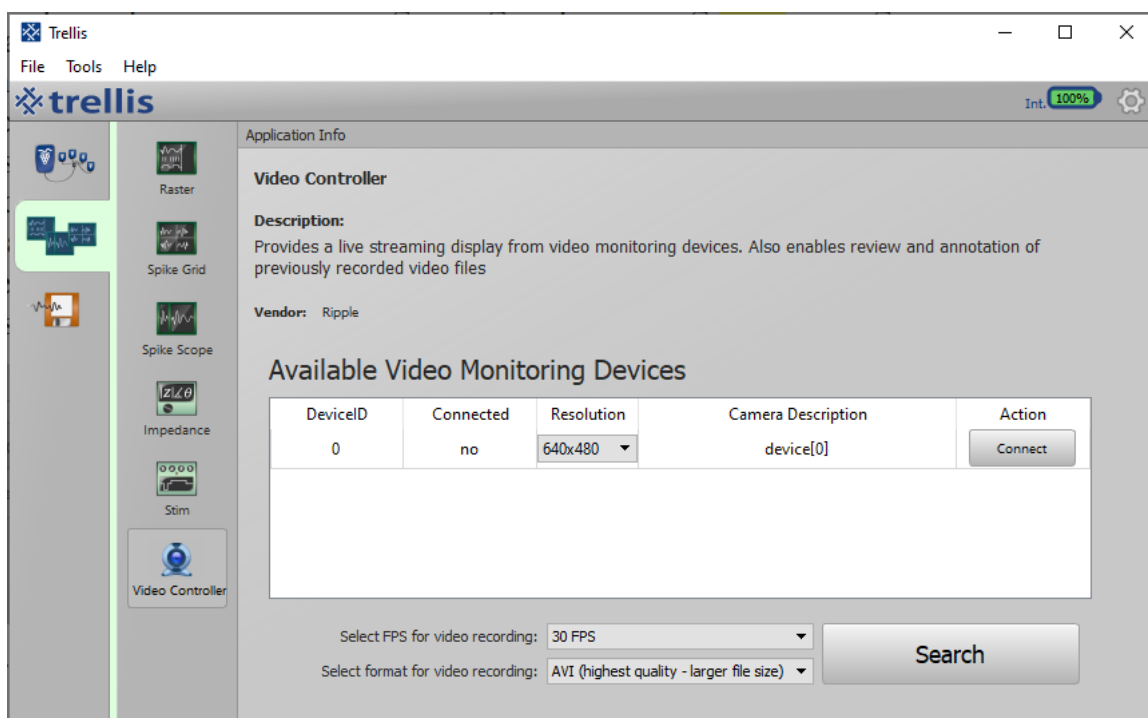 Trellis
File Tools Help
trellis
Int. 100%
Application Info
Raster
Spike Grid
Spike Scope
Impedance
Stim
Video Controller
Video Controller
Description:
Provides a live streaming display from video monitoring devices. Also enables review and annotation of
previously recorded video files
Vendor: Ripple
Available Video Monitoring Devices
DeviceID Connected Resolution Camera Description Action
0 no 640x480 device[0] Connect
Select FPS for video recording: 30 FPS
Select format for video recording: AVI (highest quality - larger file size)
Search